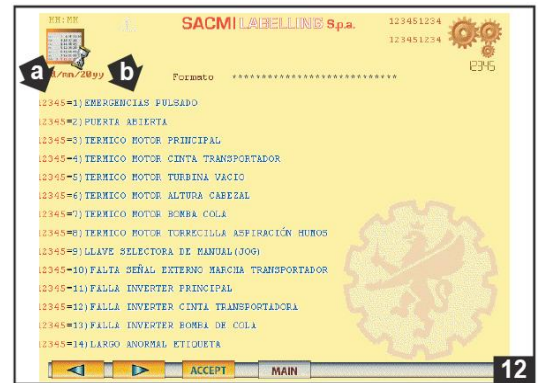 HH:MM
SACMI LABELLING S.p.a.
123451234
123451234
12345
a
b
/mm/20yy
Formato ****************************
12345=1)EMERGENCIAS PULSADO
12345=2)PUERTA ABIERTA
12345=3)TERMICO MOTOR PRINCIPAL
12345=4)TERMICO MOTOR CINTA TRANSPORTADOR
12345=5)TERMICO MOTOR TURBINA VACIO
12345=6)TERMICO MOTOR ALTURA CABEZAL
12345=7)TERMICO MOTOR BOMBA COLA
12345=8)TERMICO MOTOR TORRECILLA ASPIRACIÓN HUMOS
12345=9)LLAVE SELECTORA DE MANUAL(JOG)
12345=10)FALTA SEÑAL EXTERNO MARCHA TRANSPORTADOR
12345=11)FALLA INVERTER PRINCIPAL
12345=12)FALLA INVERTER CINTA TRANSPORTADORA
12345=13)FALLA INVERTER BOMBA DE COLA
12345=14)LARGO ANORMAL ETIQUETA
ACCEPT
MAIN
12